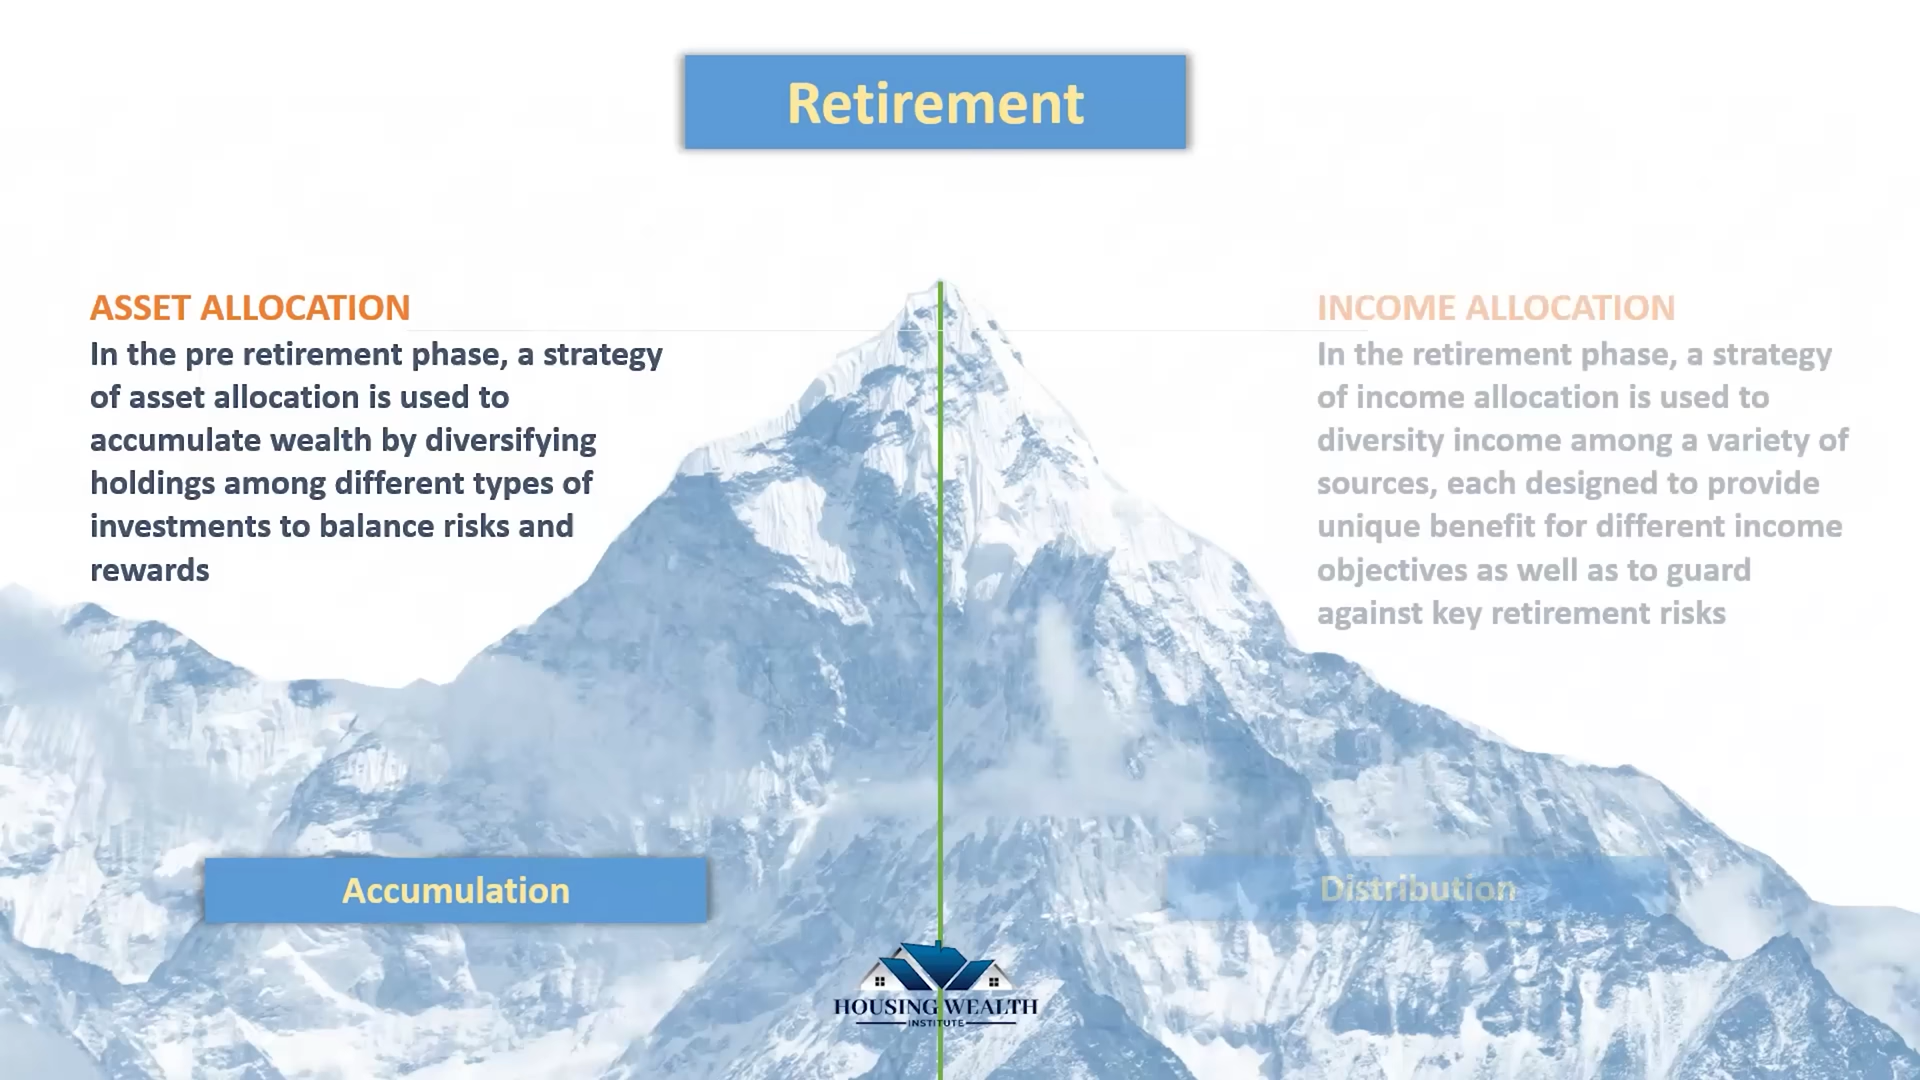 Retirement
ASSET ALLOCATION
In the pre retirement phase, a strategy
of asset allocation is used to
accumulate wealth by diversifying
holdings among different types of
investments to balance risks and
rewards
INCOME ALLOCATION
In the retirement phase, a strategy
of income allocation is used to
diversity income among a variety of
sources, each designed to provide
unique benefit for different income
objectives as well as to guard
against key retirement risks
Accumulation
Distribution
HOUSING WEALTH
INSTITUTE